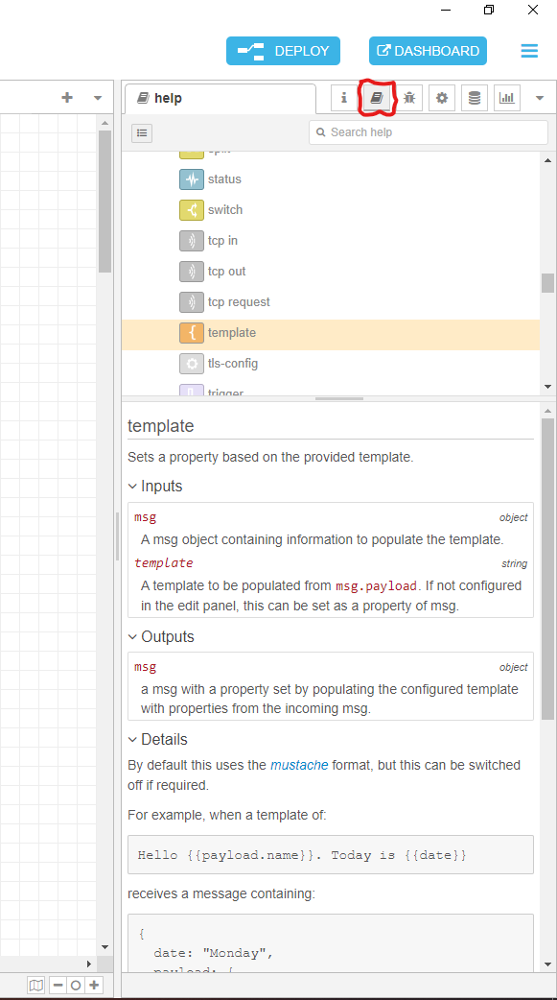 DEPLOY
DASHBOARD
help
Search help
split
status
switch
tcp in
tcp out
tcp request
template
tls-config
trigger
template
Sets a property based on the provided template.
Inputs
msg object
A msg object containing information to populate the template.
template string
A template to be populated from msg.payload. If not configured
in the edit panel, this can be set as a property of msg.
Outputs
msg object
a msg with a property set by populating the configured template
with properties from the incoming msg.
Details
By default this uses the mustache format, but this can be switched
off if required.
For example, when a template of:
Hello {{payload.name}}. Today is {{date}}
receives a message containing:
{
date: "Monday",
payload: {